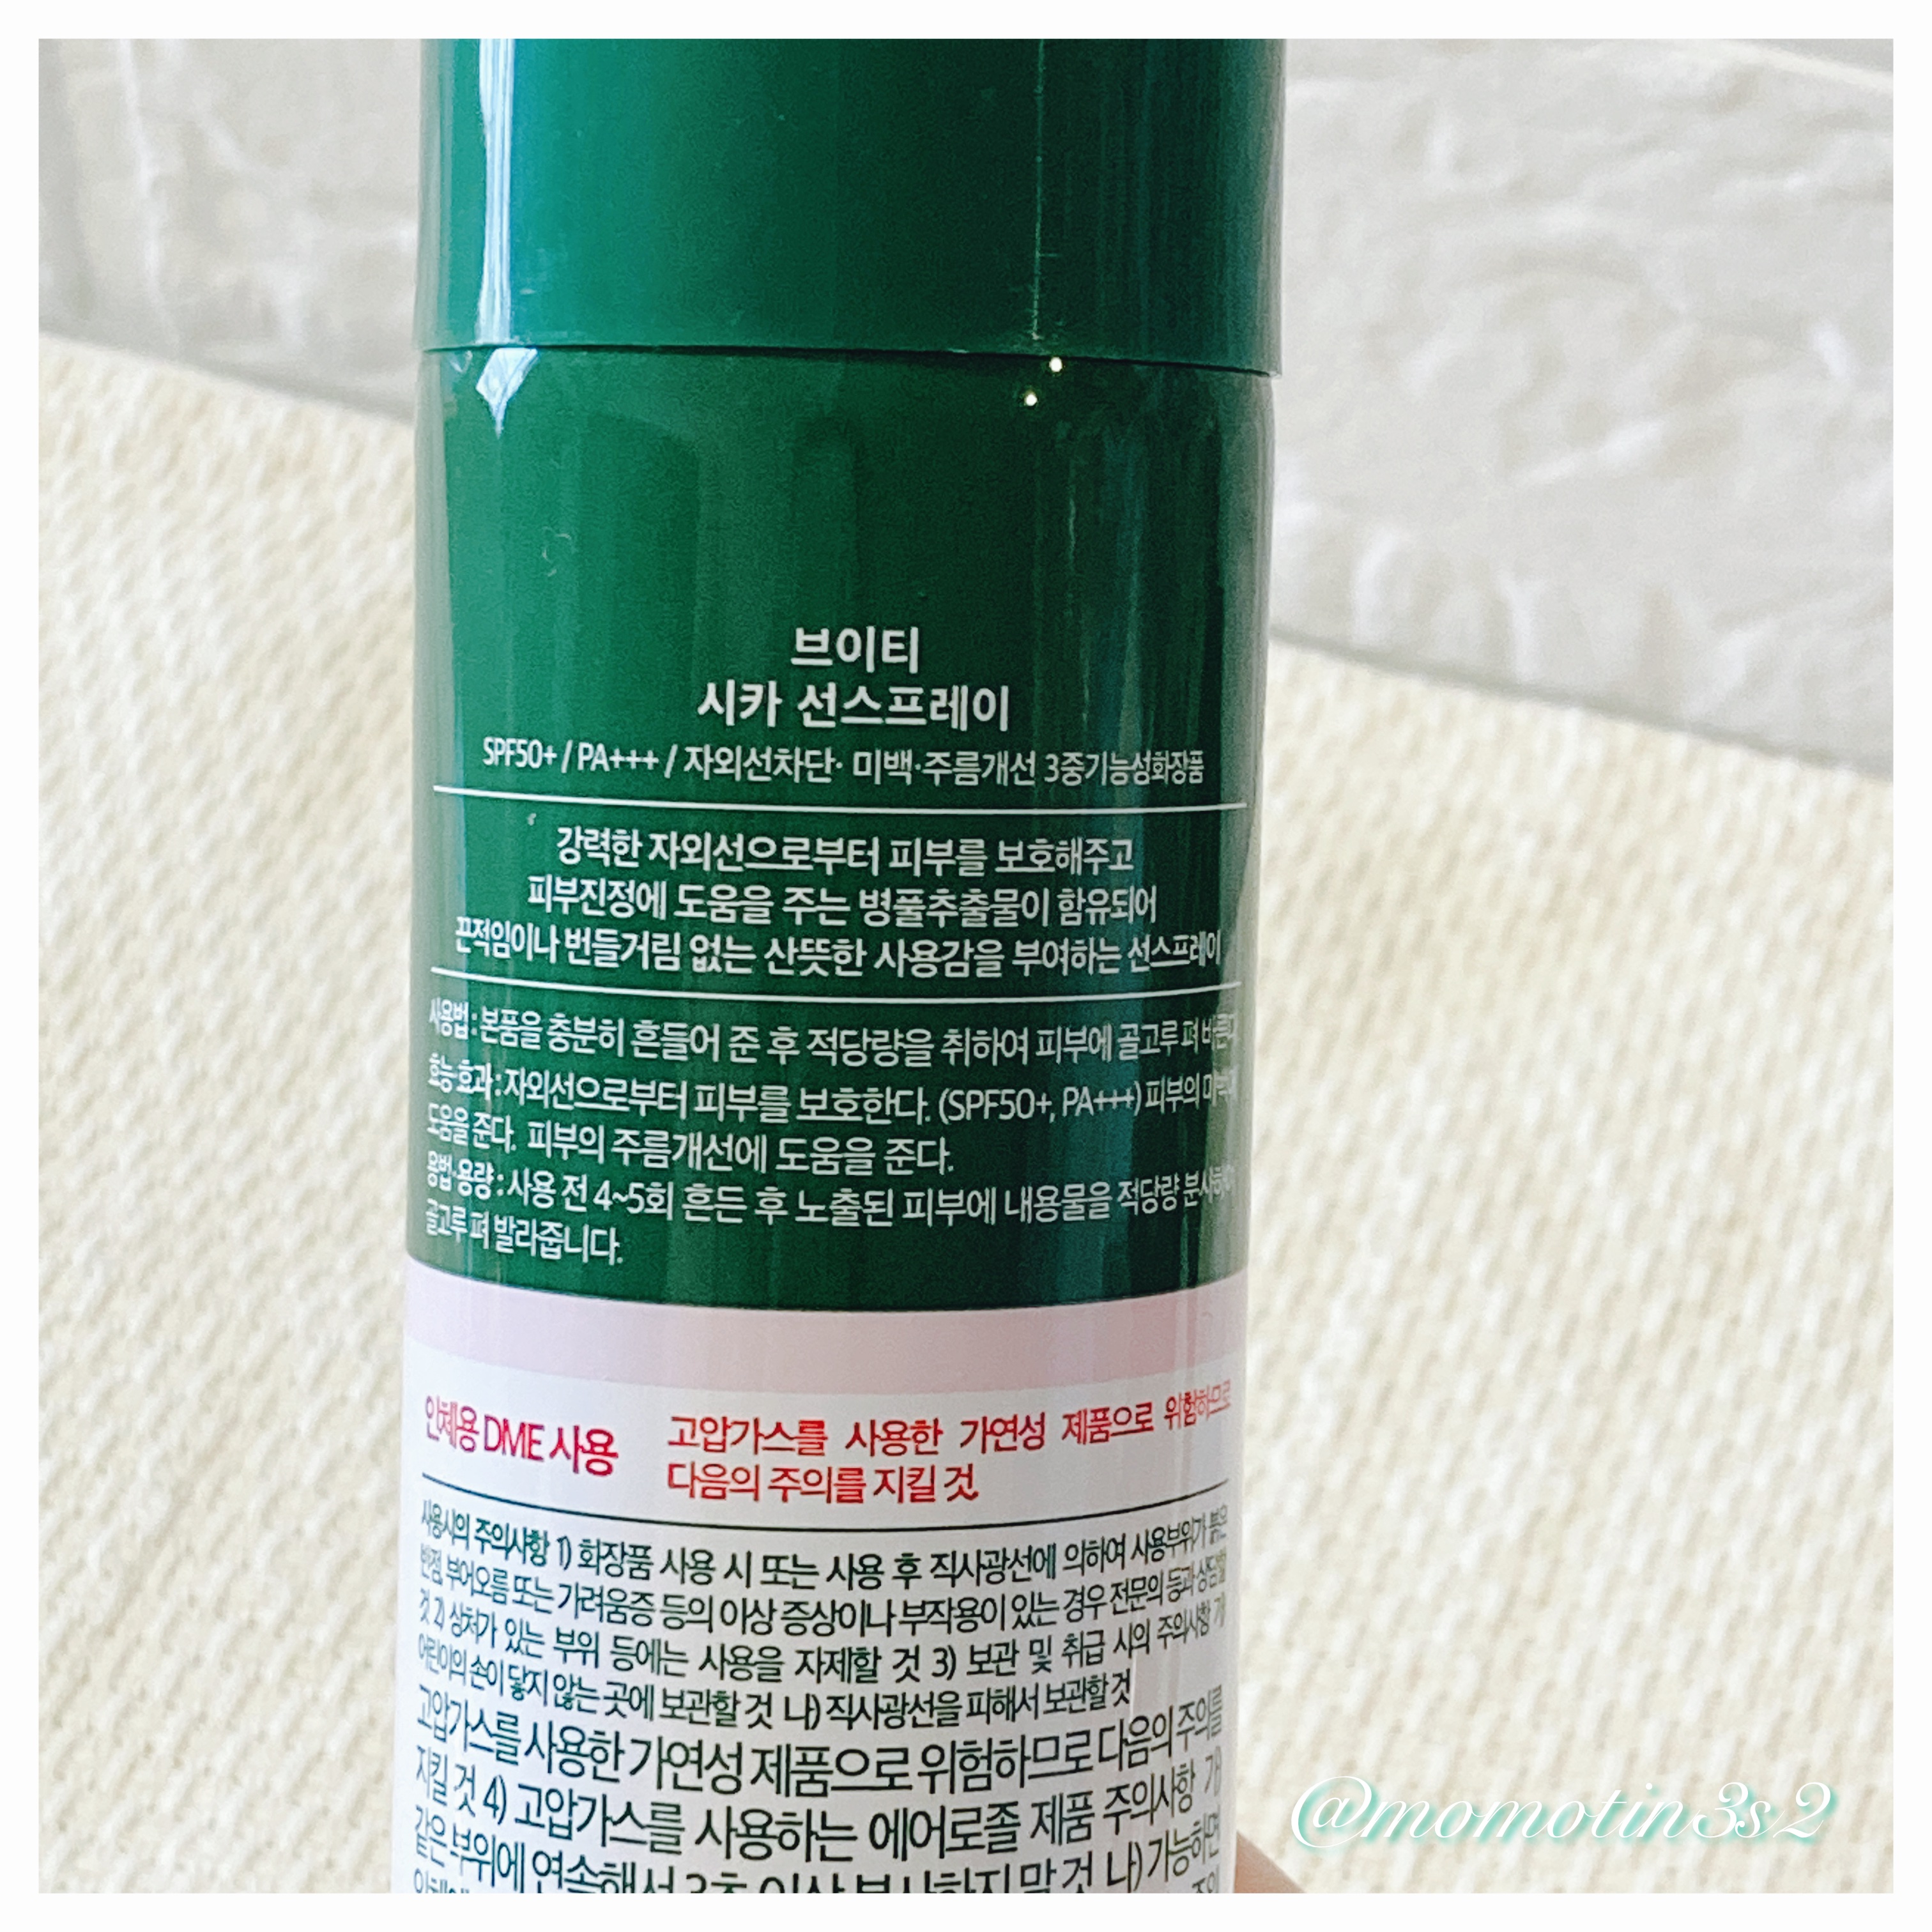 브이티
시카 선스프레이
SPF50+ / PA+++ / 자외선차단· 미백·주름개선 3중기능성화장품
강력한 자외선으로부터 피부를 보호해주고
피부진정에 도움을 주는 병풀추출물이 함유되어
끈적임이나 번들거림 없는 산뜻한 사용감을 부여하는 선스프레이
사용법 : 본품을 충분히 흔들어 준 후 적당량을 취하여 피부에 골고루 펴 바른다
효능·효과 : 자외선으로부터 피부를 보호한다. (SPF50+, PA+++) 피부의 미백에
도움을 준다. 피부의 주름개선에 도움을 준다.
용법·용량 : 사용 전 4~5회 흔든 후 노출된 피부에 내용물을 적당량 분사하여
골고루 펴 발라줍니다.
인체용 DME 사용
고압가스를 사용한 가연성 제품으로 위험하므로
다음의 주의를 지킬 것.
사용시의 주의사항 1) 화장품 사용 시 또는 사용 후 직사광선에 의하여 사용부위가 붉은
반점, 부어오름 또는 가려움증 등의 이상 증상이나 부작용이 있는 경우 전문의 등과 상담할
것 2) 상처가 있는 부위 등에는 사용을 자제할 것 3) 보관 및 취급 시의 주의사항 가)
어린이의 손이 닿지 않는 곳에 보관할 것 나) 직사광선을 피해서 보관할 것
고압가스를 사용한 가연성 제품으로 위험하므로 다음의 주의를
지킬 것 4) 고압가스를 사용하는 에어로졸 제품 주의사항 가)
같은 부위에 연속해서 3초 이상 분사하지 말 것 나) 가능하면
@momotin3s2